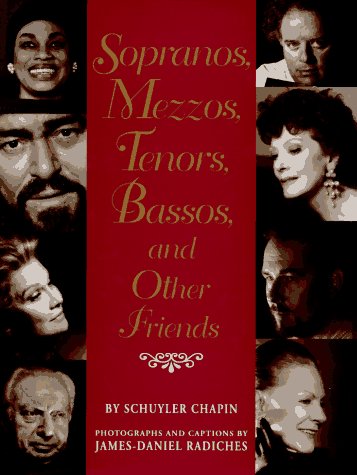 Sopranos,
Mezzos,
Tenors,
Bassos,
and
Other
Friends
BY SCHUYLER CHAPIN
PHOTOGRAPHS AND CAPTIONS BY
JAMES-DANIEL RADICHES